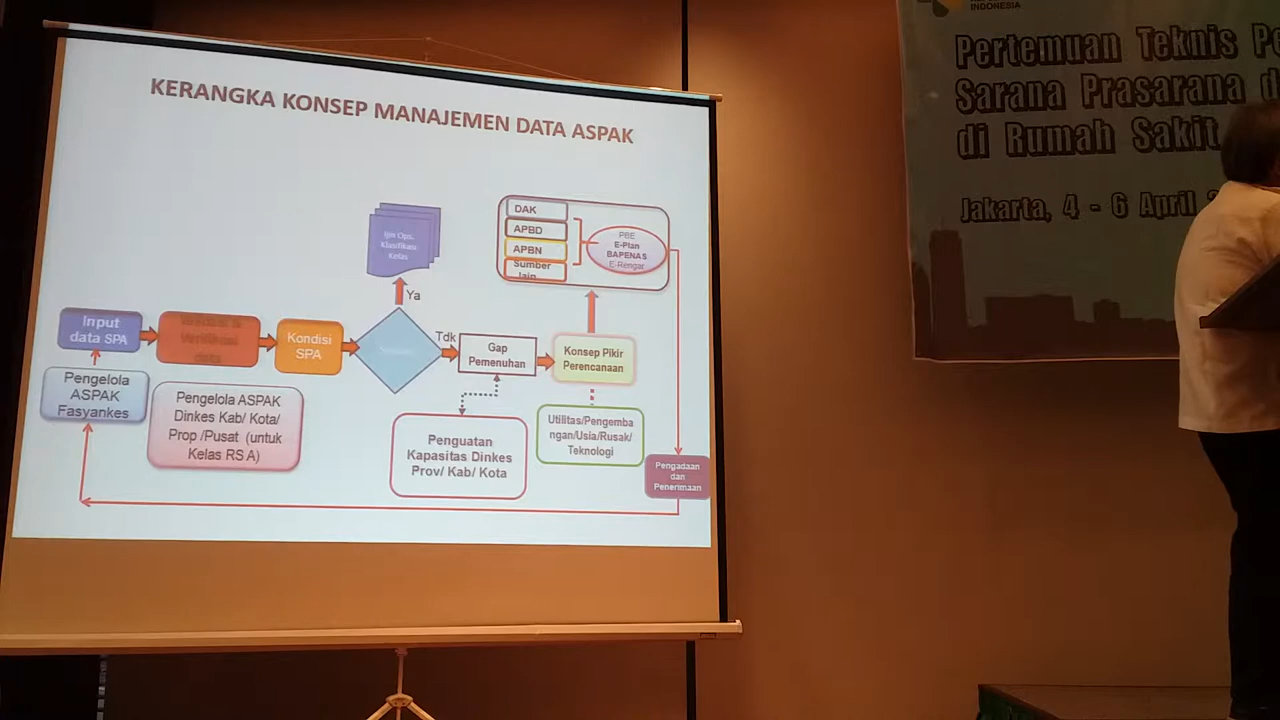 KERANGKA KONSEP MANAJEMEN DATA ASPAK
Ijin Ops.
Klasifikasi
Kelas
Ya
DAK
APBD
APBN
Sumber
lain
PBE
E-Plan
BAPENAS
E-Rengar
Input
data SPA
Verifikasi
data
Kondisi
SPA
Tdk
Gap
Pemenuhan
Konsep Pikir
Perencanaan
Pengelola
ASPAK
Fasyankes
Pengelola ASPAK
Dinkes Kab/ Kota/
Prop /Pusat (untuk
Kelas RS A)
Penguatan
Kapasitas Dinkes
Prov/ Kab/ Kota
Utilitas/Pengemba
ngan/Usia/Rusak/
Teknologi
Pengadaan
dan
Penerimaan
INDONESIA
Pertemuan Teknis
Sarana Prasarana
di Rumah Sakit
Jakarta, 4 - 6 April